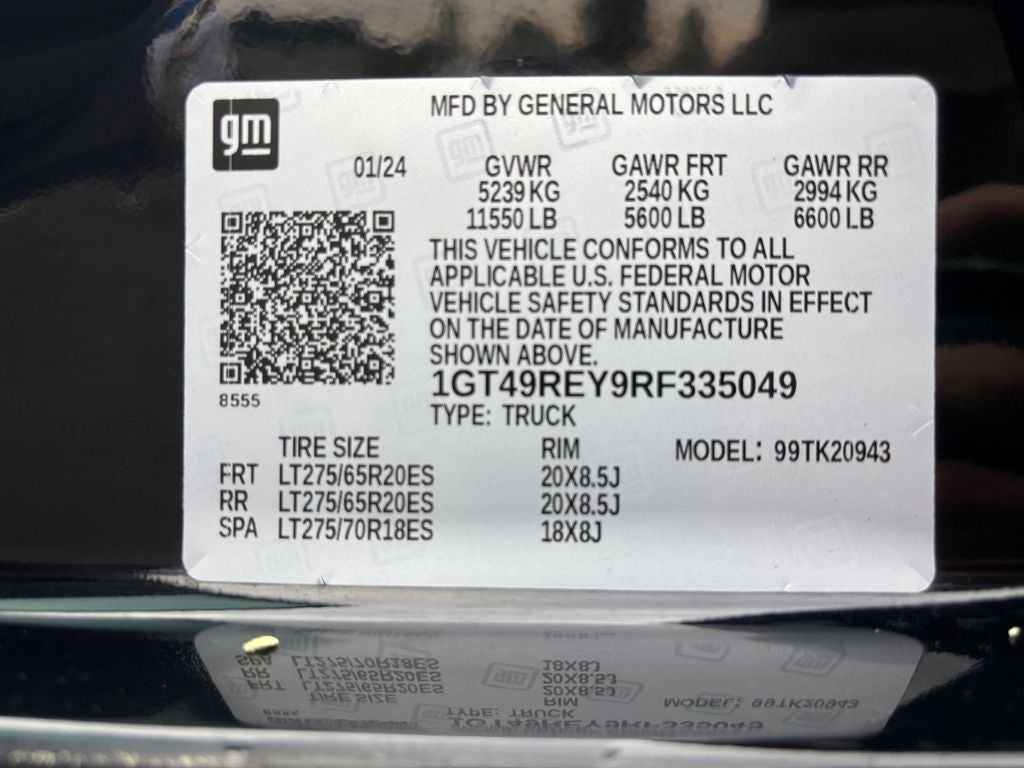 gm
MFD BY GENERAL MOTORS LLC
01/24 GVWR GAWR FRT GAWR RR
5239 KG 2540 KG 2994 KG
11550 LB 5600 LB 6600 LB
THIS VEHICLE CONFORMS TO ALL
APPLICABLE U.S. FEDERAL MOTOR
VEHICLE SAFETY STANDARDS IN EFFECT
ON THE DATE OF MANUFACTURE
SHOWN ABOVE.
1GT49REY9RF335049
8555
TYPE: TRUCK
TIRE SIZE RIM MODEL: 99TK20943
FRT LT275/65R20ES 20X8.5J
RR LT275/65R20ES 20X8.5J
SPA LT275/70R18ES 18X8J